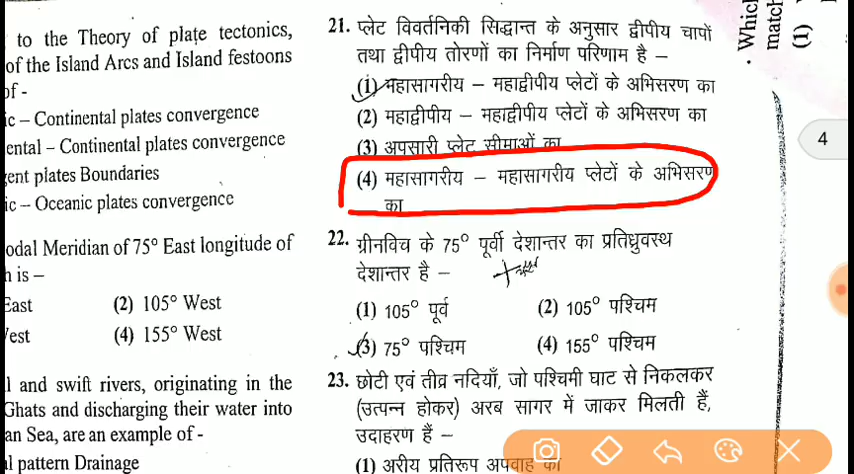 to the Theory of plate tectonics,
of the Island Arcs and Island festoons
of -
ic – Continental plates convergence
ental – Continental plates convergence
gent plates Boundaries
ic – Oceanic plates convergence
odal Meridian of 75° East longitude of
h is –
East (2) 105° West
West (4) 155° West
l and swift rivers, originating in the
Ghats and discharging their water into
an Sea, are an example of -
l pattern Drainage
21. प्लेट विवर्तनिकी सिद्धान्त के अनुसार द्वीपीय चापों
तथा द्वीपीय तोरणों का निर्माण परिणाम है –
(1) महासागरीय – महाद्वीपीय प्लेटों के अभिसरण का
(2) महाद्वीपीय – महाद्वीपीय प्लेटों के अभिसरण का
(3) अपसारी प्लेट सीमाओं का
(4) महासागरीय – महासागरीय प्लेटों के अभिसरण
का
22. ग्रीनविच के 75° पूर्वी देशान्तर का प्रतिध्रुवस्थ
देशान्तर है –
(1) 105° पूर्व (2) 105° पश्चिम
(3) 75° पश्चिम (4) 155° पश्चिम
23. छोटी एवं तीव्र नदियाँ, जो पश्चिमी घाट से निकलकर
(उत्पन्न होकर) अरब सागर में जाकर मिलती हैं,
उदाहरण हैं –
(1) अरीय प्रतिरूप अपवाह का
Which
match
(1)
4